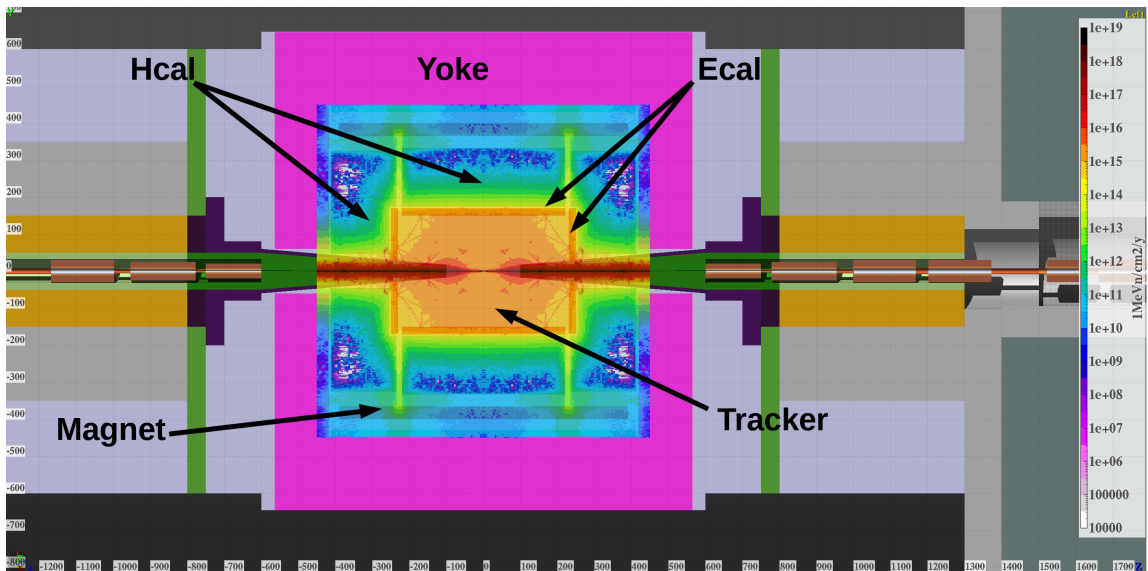 Left
Hcal
Yoke
Ecal
Magnet
Tracker
600
500
400
300
200
100
0
-100
-200
-300
-400
-500
-600
-700
-800
-1200
-1100
-1000
-900
-800
-700
-600
-500
-400
-300
-200
-100
0
100
200
300
400
500
600
700
800
900
1000
1100
1200
1300
1400
1500
1600
1700
Z
1e+19
1e+18
1e+17
1e+16
1e+15
1e+14
1e+13
1e+12
1e+11
1e+10
1e+09
1e+08
1e+07
1e+06
100000
10000
1MeVn/cm2/y